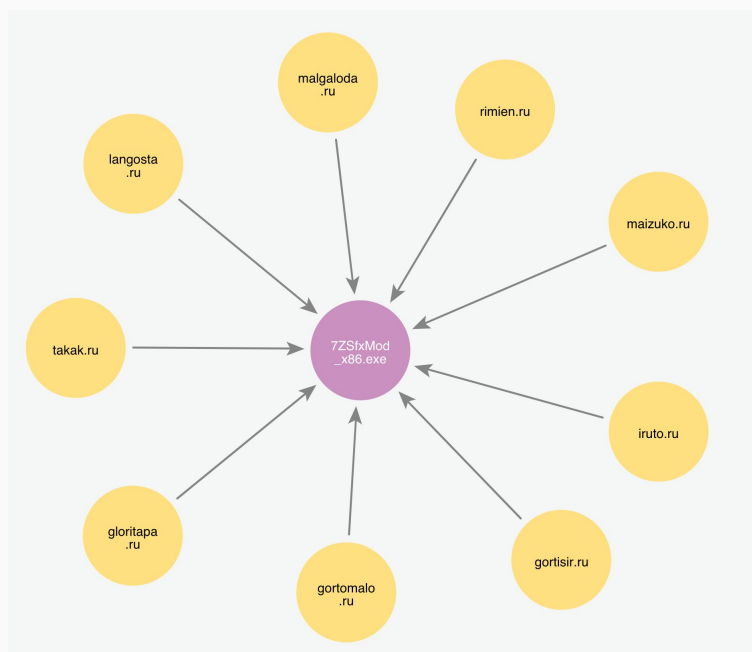 malgaloda
.ru
rimien.ru
langosta
.ru
maizuko.ru
7ZSfxMod
_x86.exe
takak.ru
iruto.ru
gloritapa
.ru
gortisir.ru
gortomalo
.ru